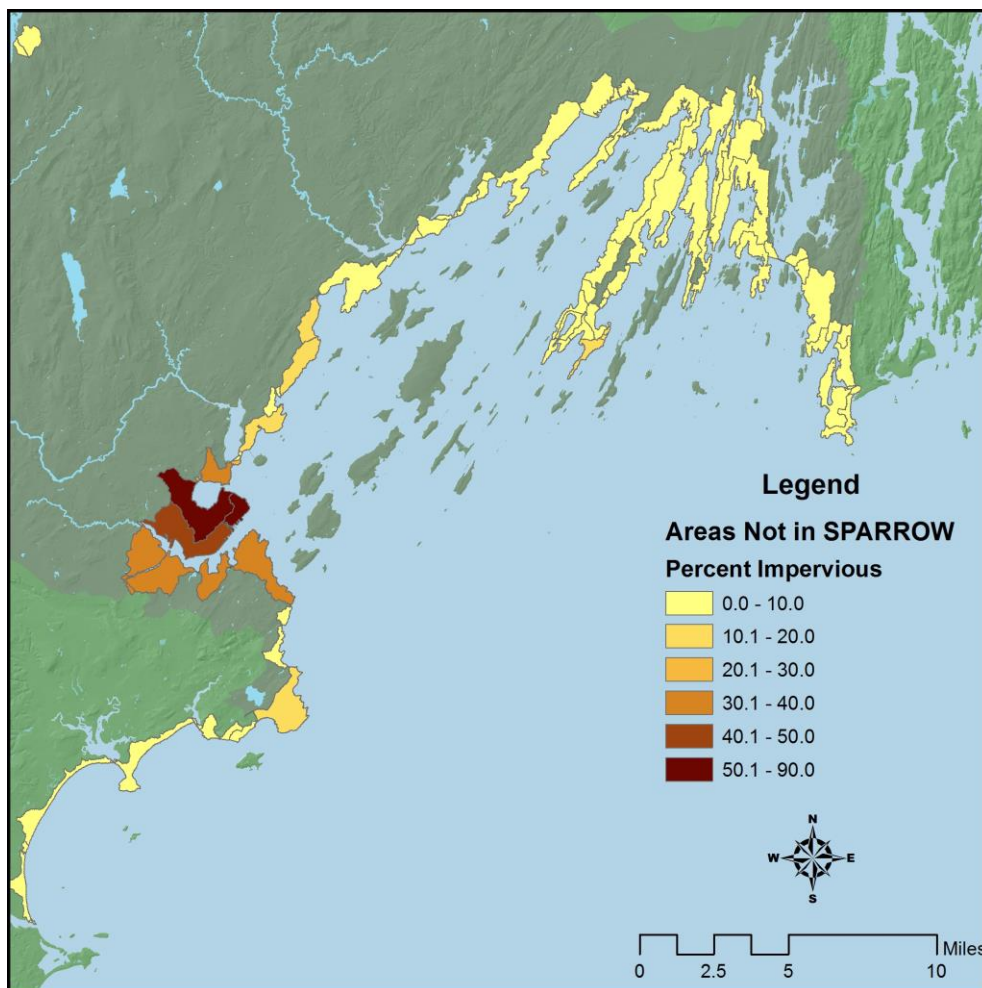 Legend
Areas Not in SPARROW
Percent Impervious
0.0 - 10.0
10.1 - 20.0
20.1 - 30.0
30.1 - 40.0
40.1 - 50.0
50.1 - 90.0
N
W E
S
Miles
0 2.5 5 10